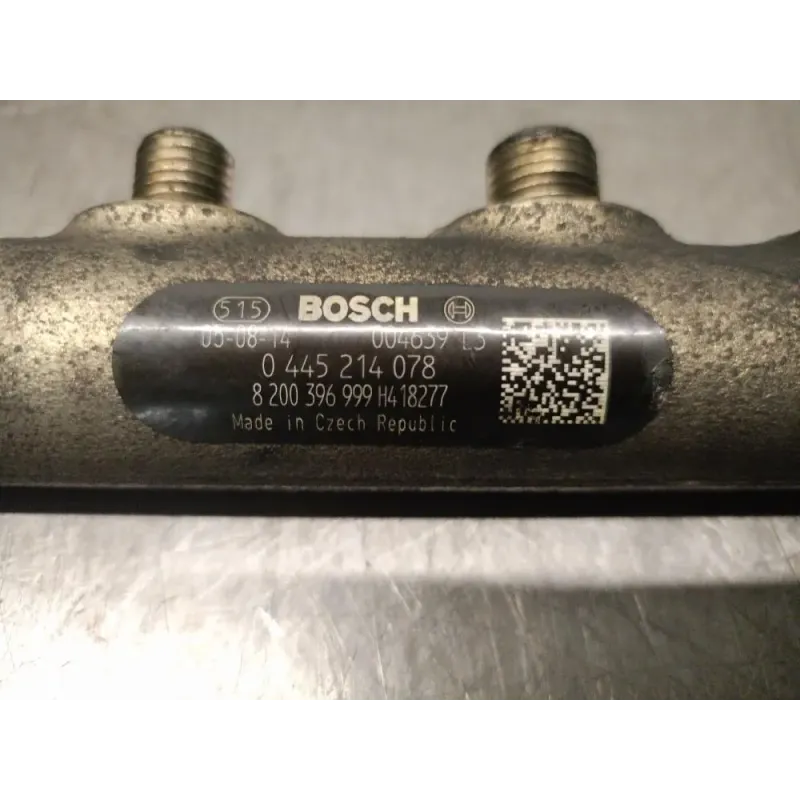 515 BOSCH
05-08-14 004659 L3
0 445 214 078
8 200 396 999 H418277
Made in Czech Republic